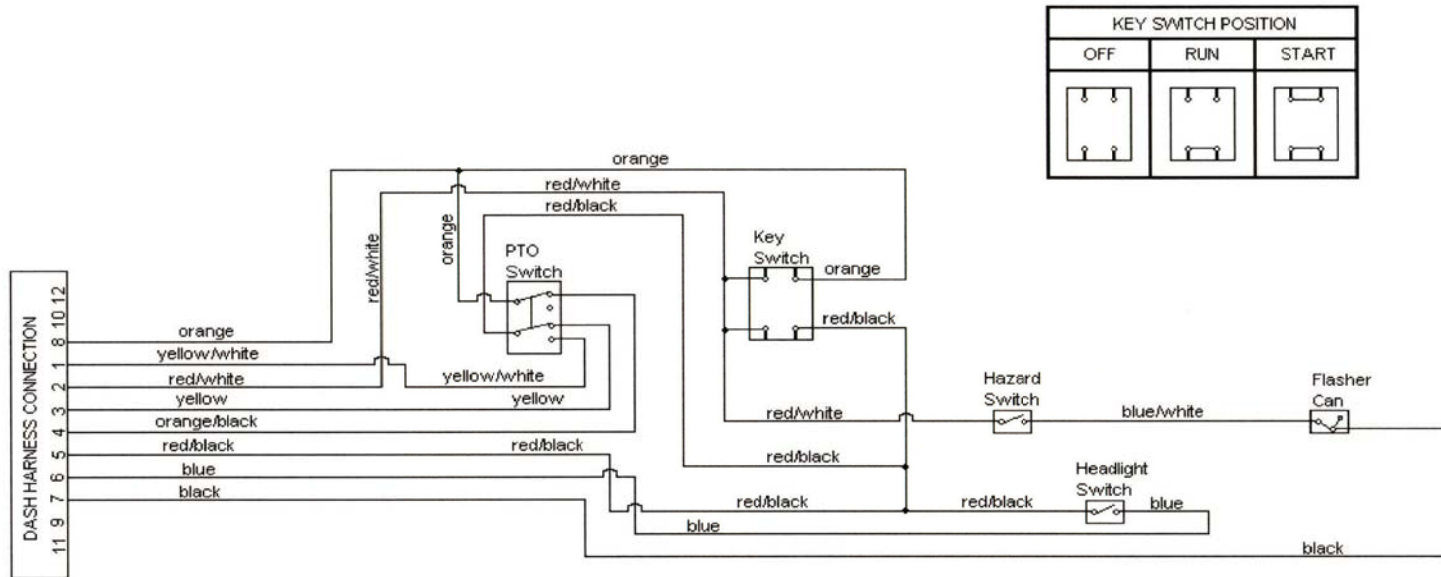 KEY SWITCH POSITION
OFF RUN START
orange
red/white
red/black
red/white
orange
PTO
Switch
Key
Switch
orange
red/black
DASH HARNESS CONNECTION
12
10
8
1
2
3
4
5
6
7
9
11
orange
yellow/white
red/white
yellow/white
yellow
yellow
orange/black
red/black
red/black
blue
black
Hazard
Switch
Flasher
Can
red/white
blue/white
red/black
Headlight
Switch
red/black
red/black
blue
blue
black